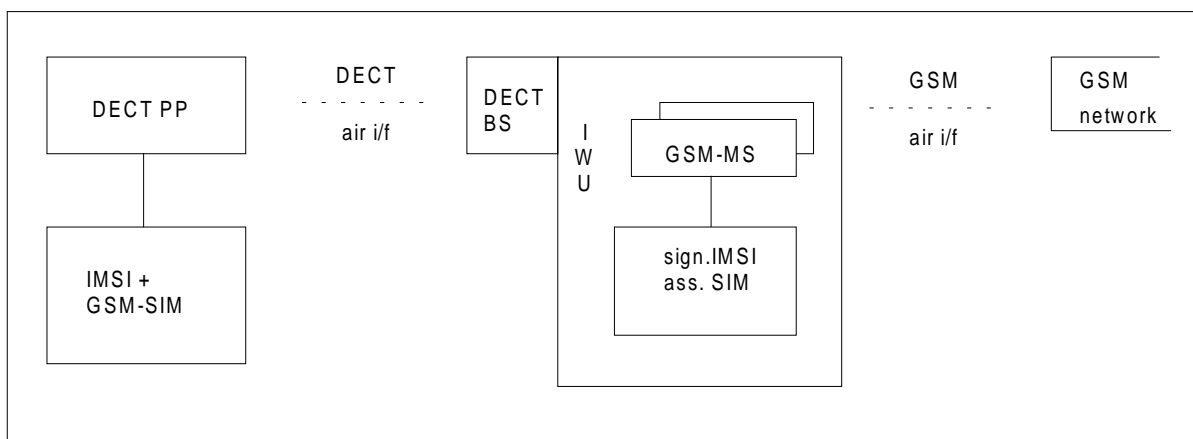 DECT PP
IMSI +
GSM-SIM
DECT
air i/f
DECT
BS
I
W
U
GSM-MS
sign.IMSI
ass. SIM
GSM
air i/f
GSM
network